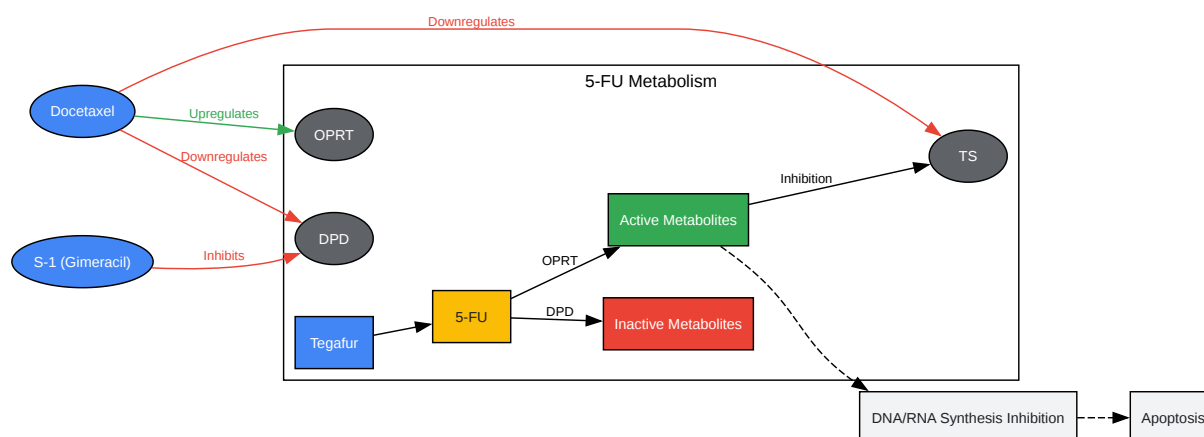 Downregulates
5-FU Metabolism
Docetaxel
Upregulates
OPRT
Downregulates
TS
Inhibition
Active Metabolites
DPD
S-1 (Gimeracil)
Inhibits
OPRT
5-FU
DPD
Inactive Metabolites
Tegafur
DNA/RNA Synthesis Inhibition
Apoptosis